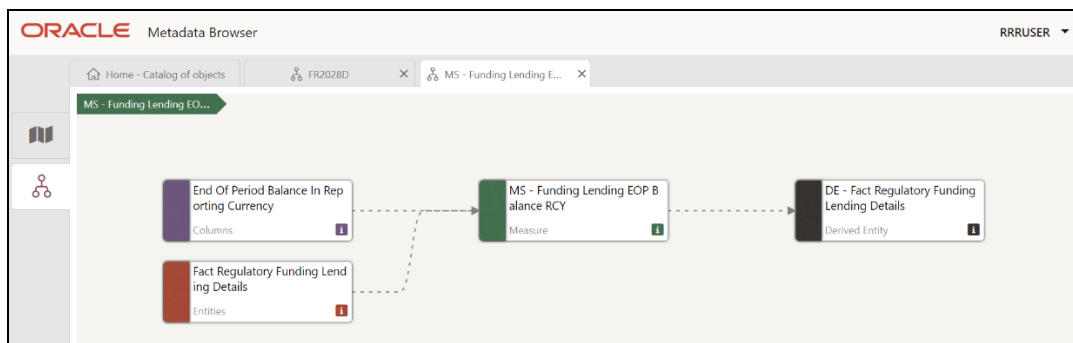 ORACLE Metadata Browser RRRUSER
Home - Catalog of objects FR2028D MS - Funding Lending E...
MS - Funding Lending EO...
End Of Period Balance In Rep
orting Currency
Columns
MS - Funding Lending EOP B
alance RCY
Measure
DE - Fact Regulatory Funding
Lending Details
Derived Entity
Fact Regulatory Funding Lend
ing Details
Entities